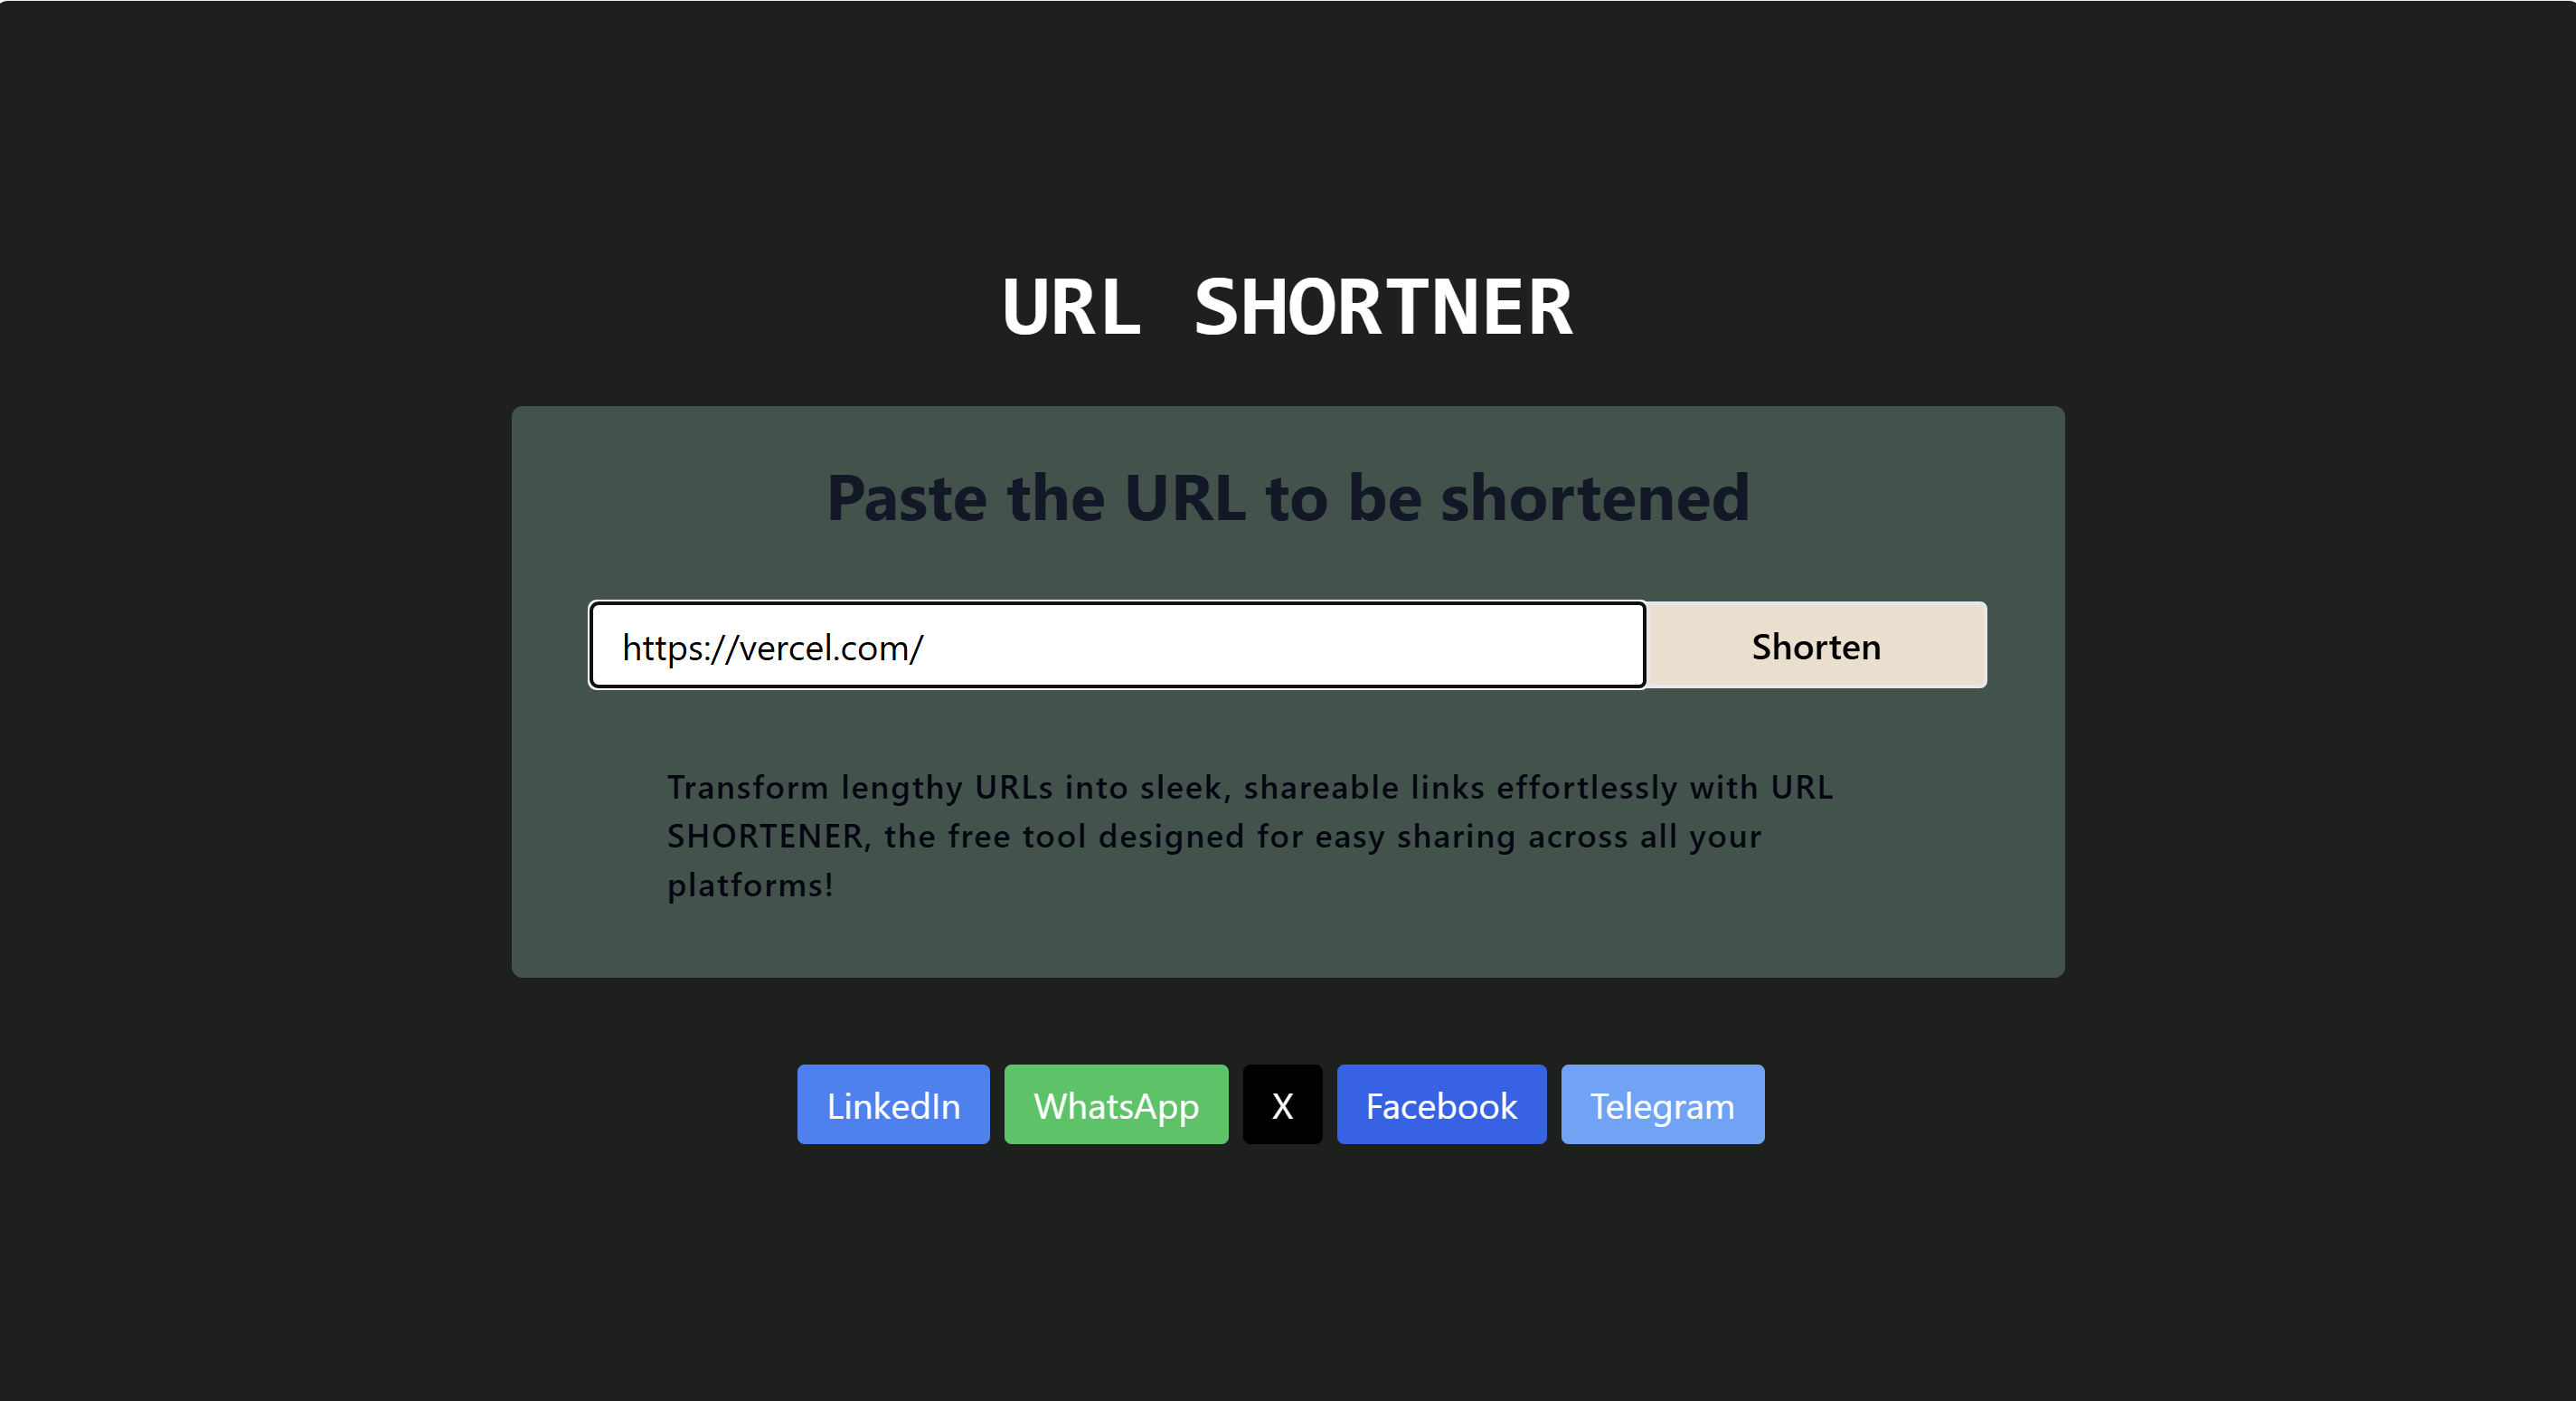 URL SHORTNER
Paste the URL to be shortened
https://vercel.com/ Shorten
Transform lengthy URLs into sleek, shareable links effortlessly with URL
SHORTENER, the free tool designed for easy sharing across all your
platforms!
LinkedIn WhatsApp X Facebook Telegram